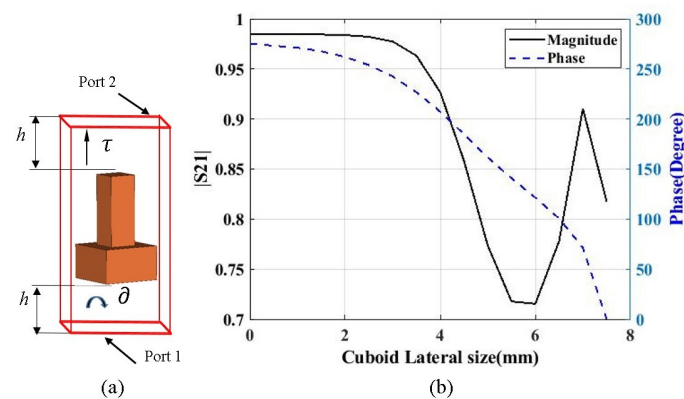 (a)
Port 2
h
τ
h
∂
Port 1
(b)
1
0.95
0.9
0.85
0.8
0.75
0.7
|S21|
Magnitude
Phase
300
250
200
150
100
50
0
Phase(Degree)
0 2 4 6 8
Cuboid Lateral size(mm)
(a) (b)